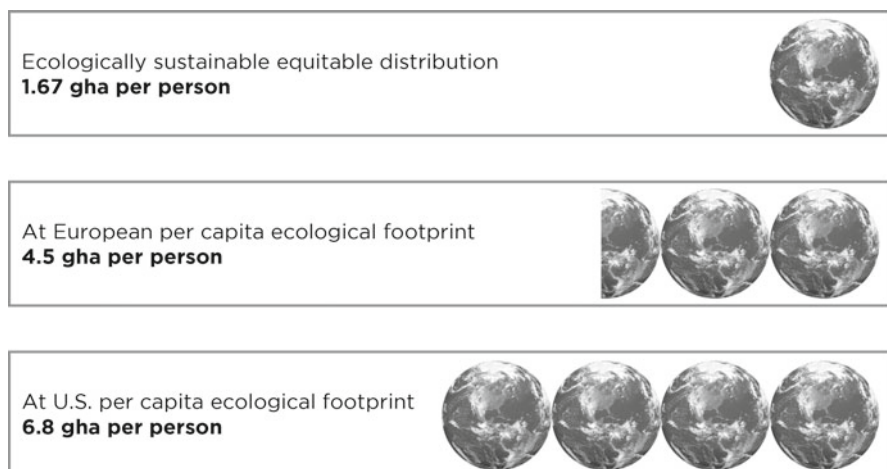 Ecologically sustainable equitable distribution
1.67 gha per person
At European per capita ecological footprint
4.5 gha per person
At U.S. per capita ecological footprint
6.8 gha per person